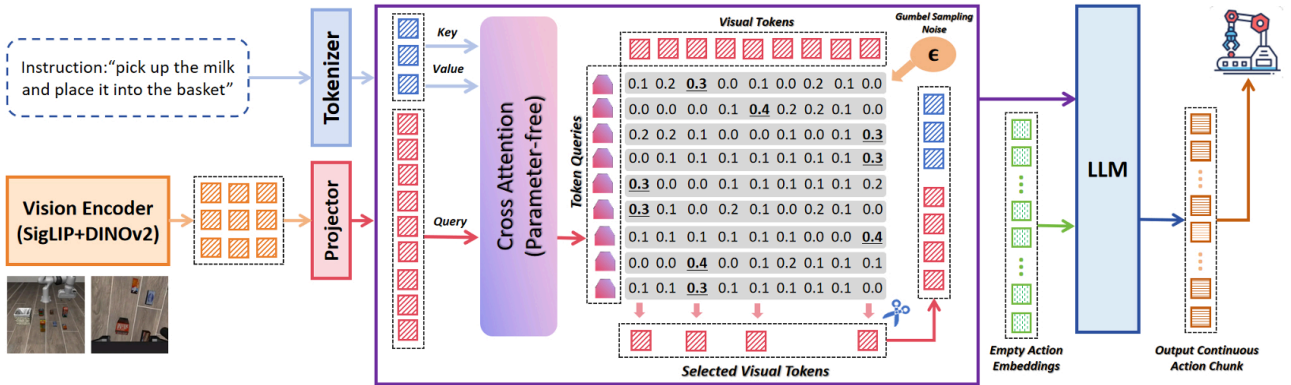 Instruction:“pick up the milk
and place it into the basket”
Tokenizer
Vision Encoder
(SigLIP+DINOv2)
Projector
Key
Value
Query
Cross Attention
(Parameter-free)
Visual Tokens
Gumbel Sampling
Noise
ϵ
Token Queries
0.1 0.2 0.3 0.0 0.1 0.0 0.2 0.1 0.0
0.0 0.0 0.0 0.1 0.4 0.2 0.2 0.1 0.0
0.2 0.2 0.1 0.0 0.0 0.1 0.0 0.1 0.3
0.0 0.1 0.1 0.1 0.1 0.1 0.1 0.1 0.3
0.3 0.0 0.0 0.1 0.1 0.1 0.1 0.1 0.2
0.3 0.1 0.0 0.2 0.1 0.0 0.2 0.1 0.0
0.1 0.1 0.1 0.1 0.1 0.1 0.0 0.0 0.4
0.0 0.0 0.4 0.0 0.1 0.2 0.1 0.1 0.1
0.1 0.1 0.3 0.1 0.1 0.1 0.1 0.1 0.0
Selected Visual Tokens
Empty Action
Embeddings
LLM
Output Continuous
Action Chunk